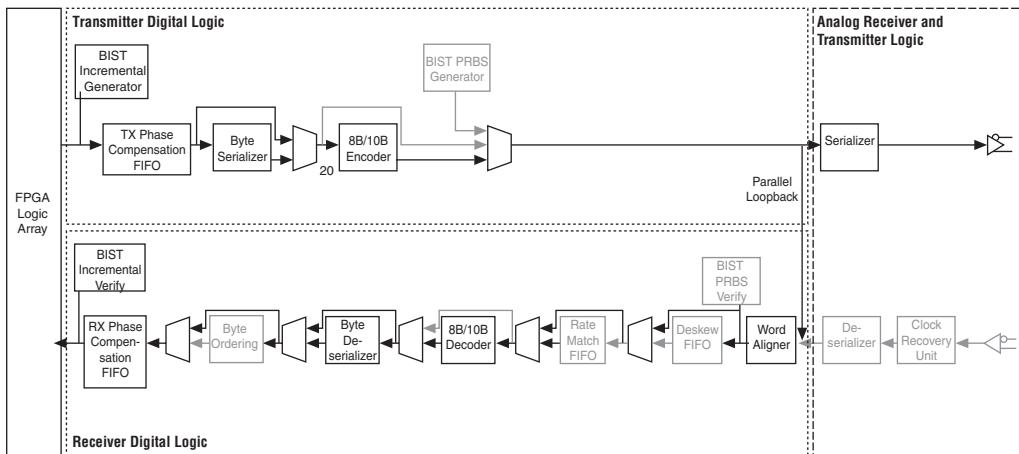 Transmitter Digital Logic
Analog Receiver and
Transmitter Logic
BIST
Incremental
Generator
BIST PRBS
Generator
TX Phase
Compensation
FIFO
Byte
Serializer
20
8B/10B
Encoder
Serializer
Parallel
Loopback
FPGA
Logic
Array
BIST
Incremental
Verify
BIST
PRBS
Verify
RX Phase
Compen-
sation
FIFO
Byte
Ordering
Byte
De-
serializer
8B/10B
Decoder
Rate
Match
FIFO
Deskew
FIFO
Word
Aligner
De-
serializer
Clock
Recovery
Unit
Receiver Digital Logic